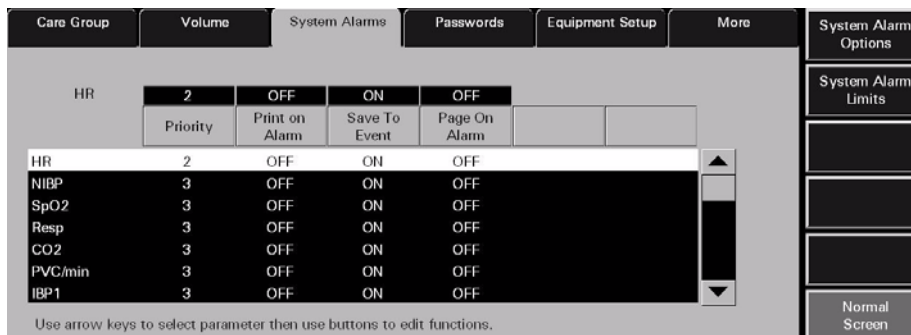 Care Group Volume System Alarms Passwords Equipment Setup More
System Alarm
Options
System Alarm
Limits
HR 2 OFF ON OFF
Priority Print on Alarm Save To Event Page On Alarm
HR 2 OFF ON OFF
NIBP 3 OFF ON OFF
SpO2 3 OFF ON OFF
Resp 3 OFF ON OFF
CO2 3 OFF ON OFF
PVC/min 3 OFF ON OFF
IBP1 3 OFF ON OFF
Use arrow keys to select parameter then use buttons to edit functions.
Normal
Screen